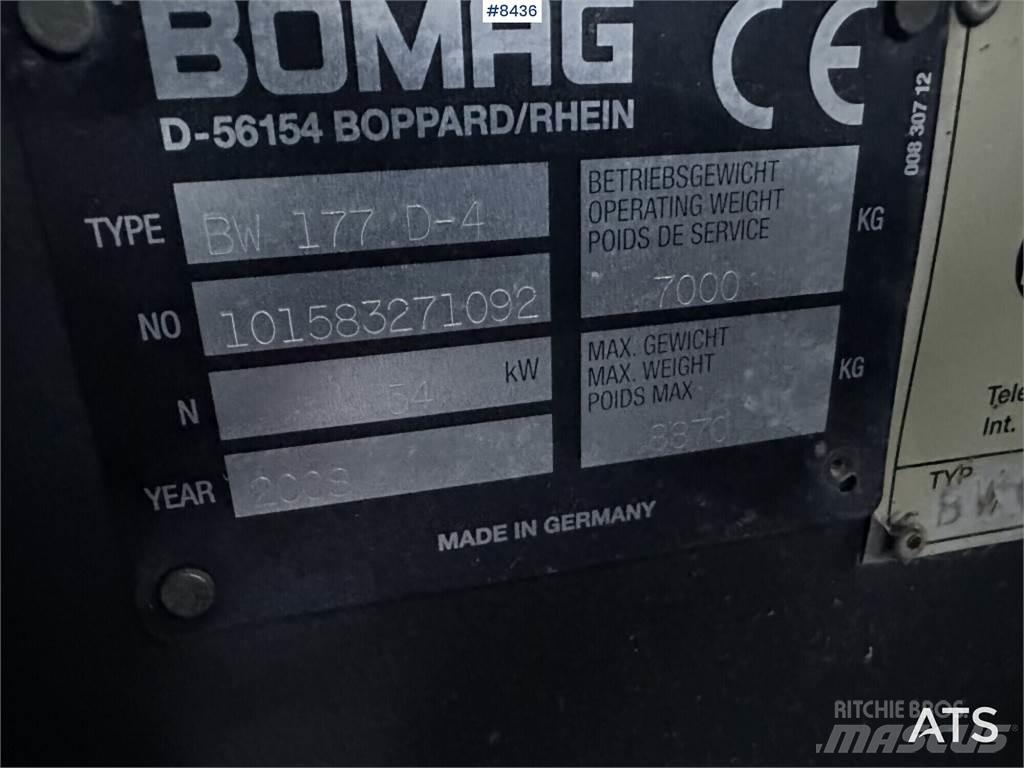 #8436
BOMAG
CE
D-56154 BOPPARD/RHEIN
008 307 12
TYPE BW 177 D-4
NO 101583271092
N 54 kW
YEAR 2008
BETRIEBSGEWICHT
OPERATING WEIGHT
POIDS DE SERVICE
7000 KG
MAX. GEWICHT
MAX. WEIGHT
POIDS MAX
8870 KG
MADE IN GERMANY
Tele
Int.
TYP
BW
RITCHIE BROS.
MASCUS
ATS